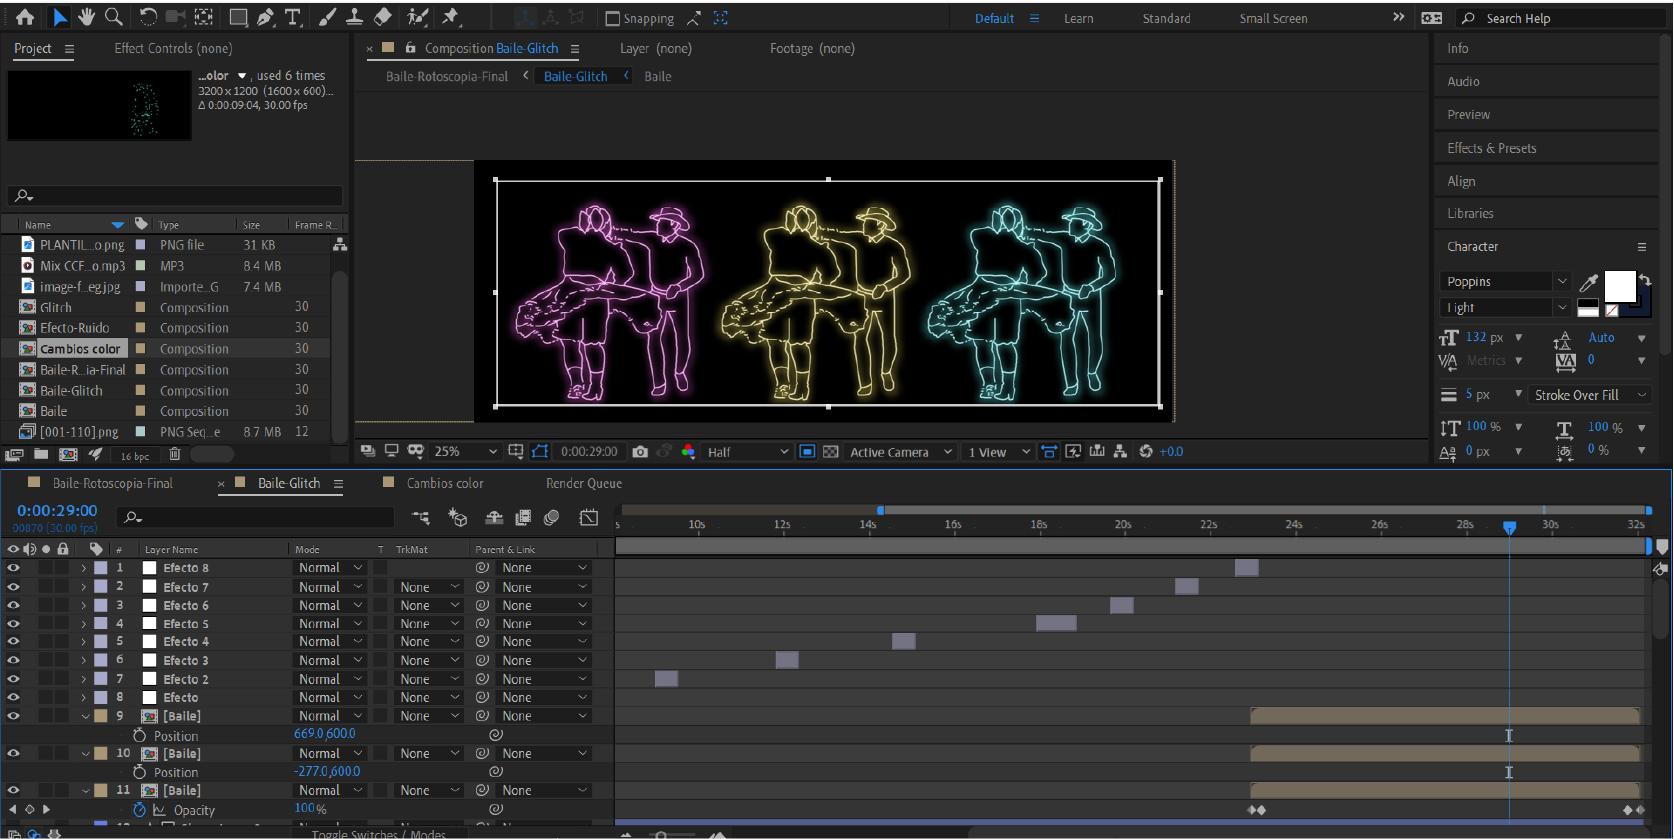 Snapping
Default
Learn
Standard
Small Screen
Search Help
Project
Effect Controls (none)
Composition Baile-Glitch
Layer (none)
Footage (none)
...olor , used 6 times
3200 x 1200 (1600 x 600)...
Δ 0:00:09:04, 30.00 fps
Baile-Rotoscopia-Final
Baile-Glitch
Baile
Info
Audio
Preview
Effects & Presets
Align
Libraries
Character
Poppins
Light
132 px
Auto
Metrics
0
5 px
Stroke Over Fill
100 %
100 %
0 px
0 %
Name Type Size Frame R...
PLANTIL...o.png PNG file 31 KB
Mix CCF...o.mp3 MP3 8.4 MB
image-f...eg.jpg Importe...G 7.4 MB
Glitch Composition 30
Efecto-Ruido Composition 30
Cambios color Composition 30
Baile-R...ia-Final Composition 30
Baile-Glitch Composition 30
Baile Composition 30
[001-110].png PNG Seq...e 8.7 MB 12
16 bpc
25%
0:00:29:00
Half
Active Camera
1 View
+0.0
Baile-Rotoscopia-Final
Baile-Glitch
Cambios color
Render Queue
0:00:29:00
00870 (30.00 fps)
s 10s 12s 14s 16s 18s 20s 22s 24s 26s 28s 30s 32s
# Layer Name Mode T TrkMat Parent & Link
1 Efecto 8 Normal None
2 Efecto 7 Normal None None
3 Efecto 6 Normal None None
4 Efecto 5 Normal None None
5 Efecto 4 Normal None None
6 Efecto 3 Normal None None
7 Efecto 2 Normal None None
8 Efecto Normal None None
9 [Baile] Normal None None
Position 669.0,600.0
10 [Baile] Normal None None
Position -277.0,600.0
11 [Baile] Normal None None
Opacity 100%
Toggle Switches / Modes